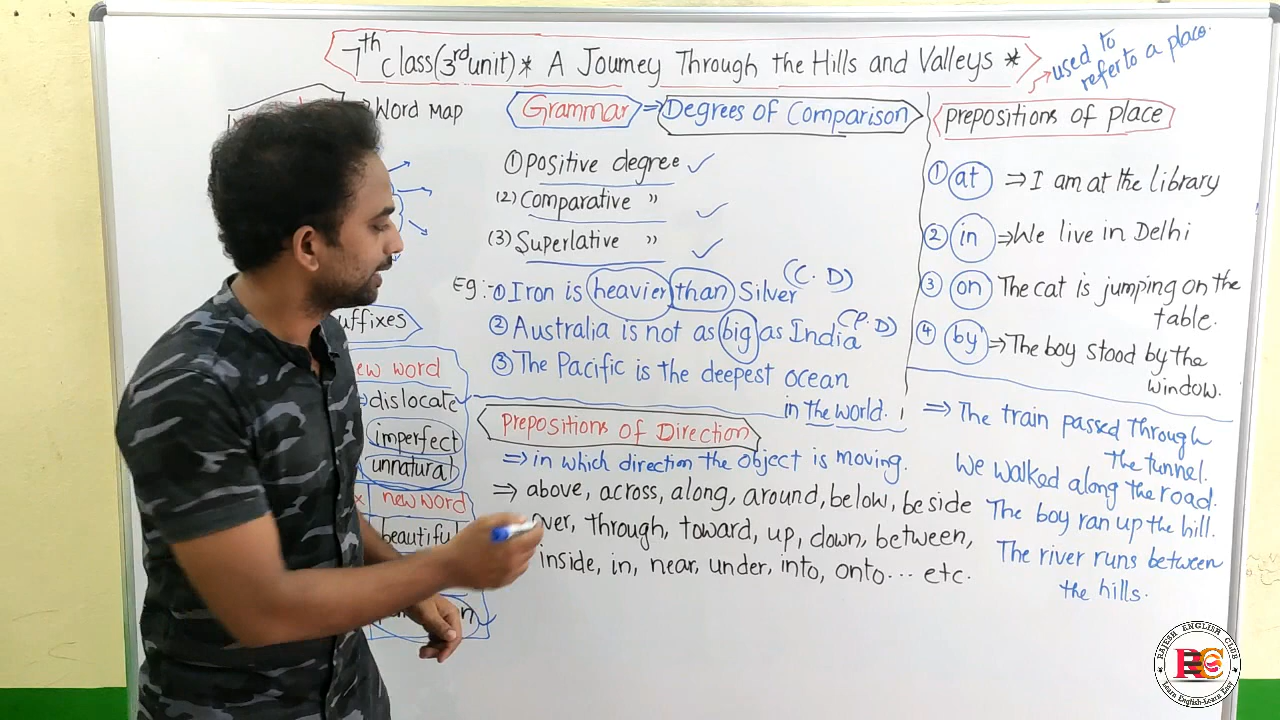 7th class(3rd unit)* A Journey Through the Hills and Valleys *
used to
refer to a place.
Word Map
Grammar ⇒ Degrees of Comparison
① positive degree ✓
(2) Comparative " ✓
(3) Superlative " ✓
Eg:- ① Iron is heavier than Silver (C. D)
② Australia is not as big as India (P. D)
③ The Pacific is the deepest ocean
in the world.
prepositions of place
① at ⇒ I am at the library
② in ⇒ We live in Delhi
③ on The cat is jumping on the
table.
④ by ⇒ The boy stood by the
window.
uffixes
ew word
dislocate
imperfect
unnatural
new word
beautiful
n
Prepositions of Direction
⇒ in which direction the object is moving.
⇒ above, across, along, around, below, beside
over, through, toward, up, down, between,
inside, in, near, under, into, onto... etc.
⇒ The train passed through
the tunnel.
We walked along the road.
The boy ran up the hill.
The river runs between
the hills.
RAJESH ENGLISH CLUB
REC